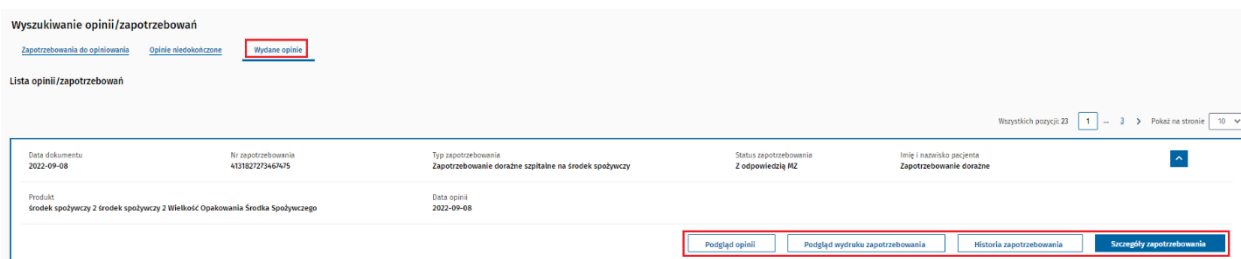 Wyszukiwanie opinii/zapotrzebowań
Zapotrzebowania do opiniowania Opinie niedokończone Wydane opinie
Lista opinii/zapotrzebowań
Wszystkich pozycji: 23 1 ... 3 > Pokaż na stronie 10
Data dokumentu Nr zapotrzebowania Typ zapotrzebowania Status zapotrzebowania Imię i nazwisko pacjenta
2022-09-08 4131827273467475 Zapotrzebowanie doraźne szpitalne na środek spożywczy Z odpowiedzią MZ Zapotrzebowanie doraźne
Produkt Data opinii
środek spożywczy 2 środek spożywczy 2 Wielkość Opakowania Środka Spożywczego 2022-09-08
Podgląd opinii Podgląd wydruku zapotrzebowania Historia zapotrzebowania Szczegóły zapotrzebowania